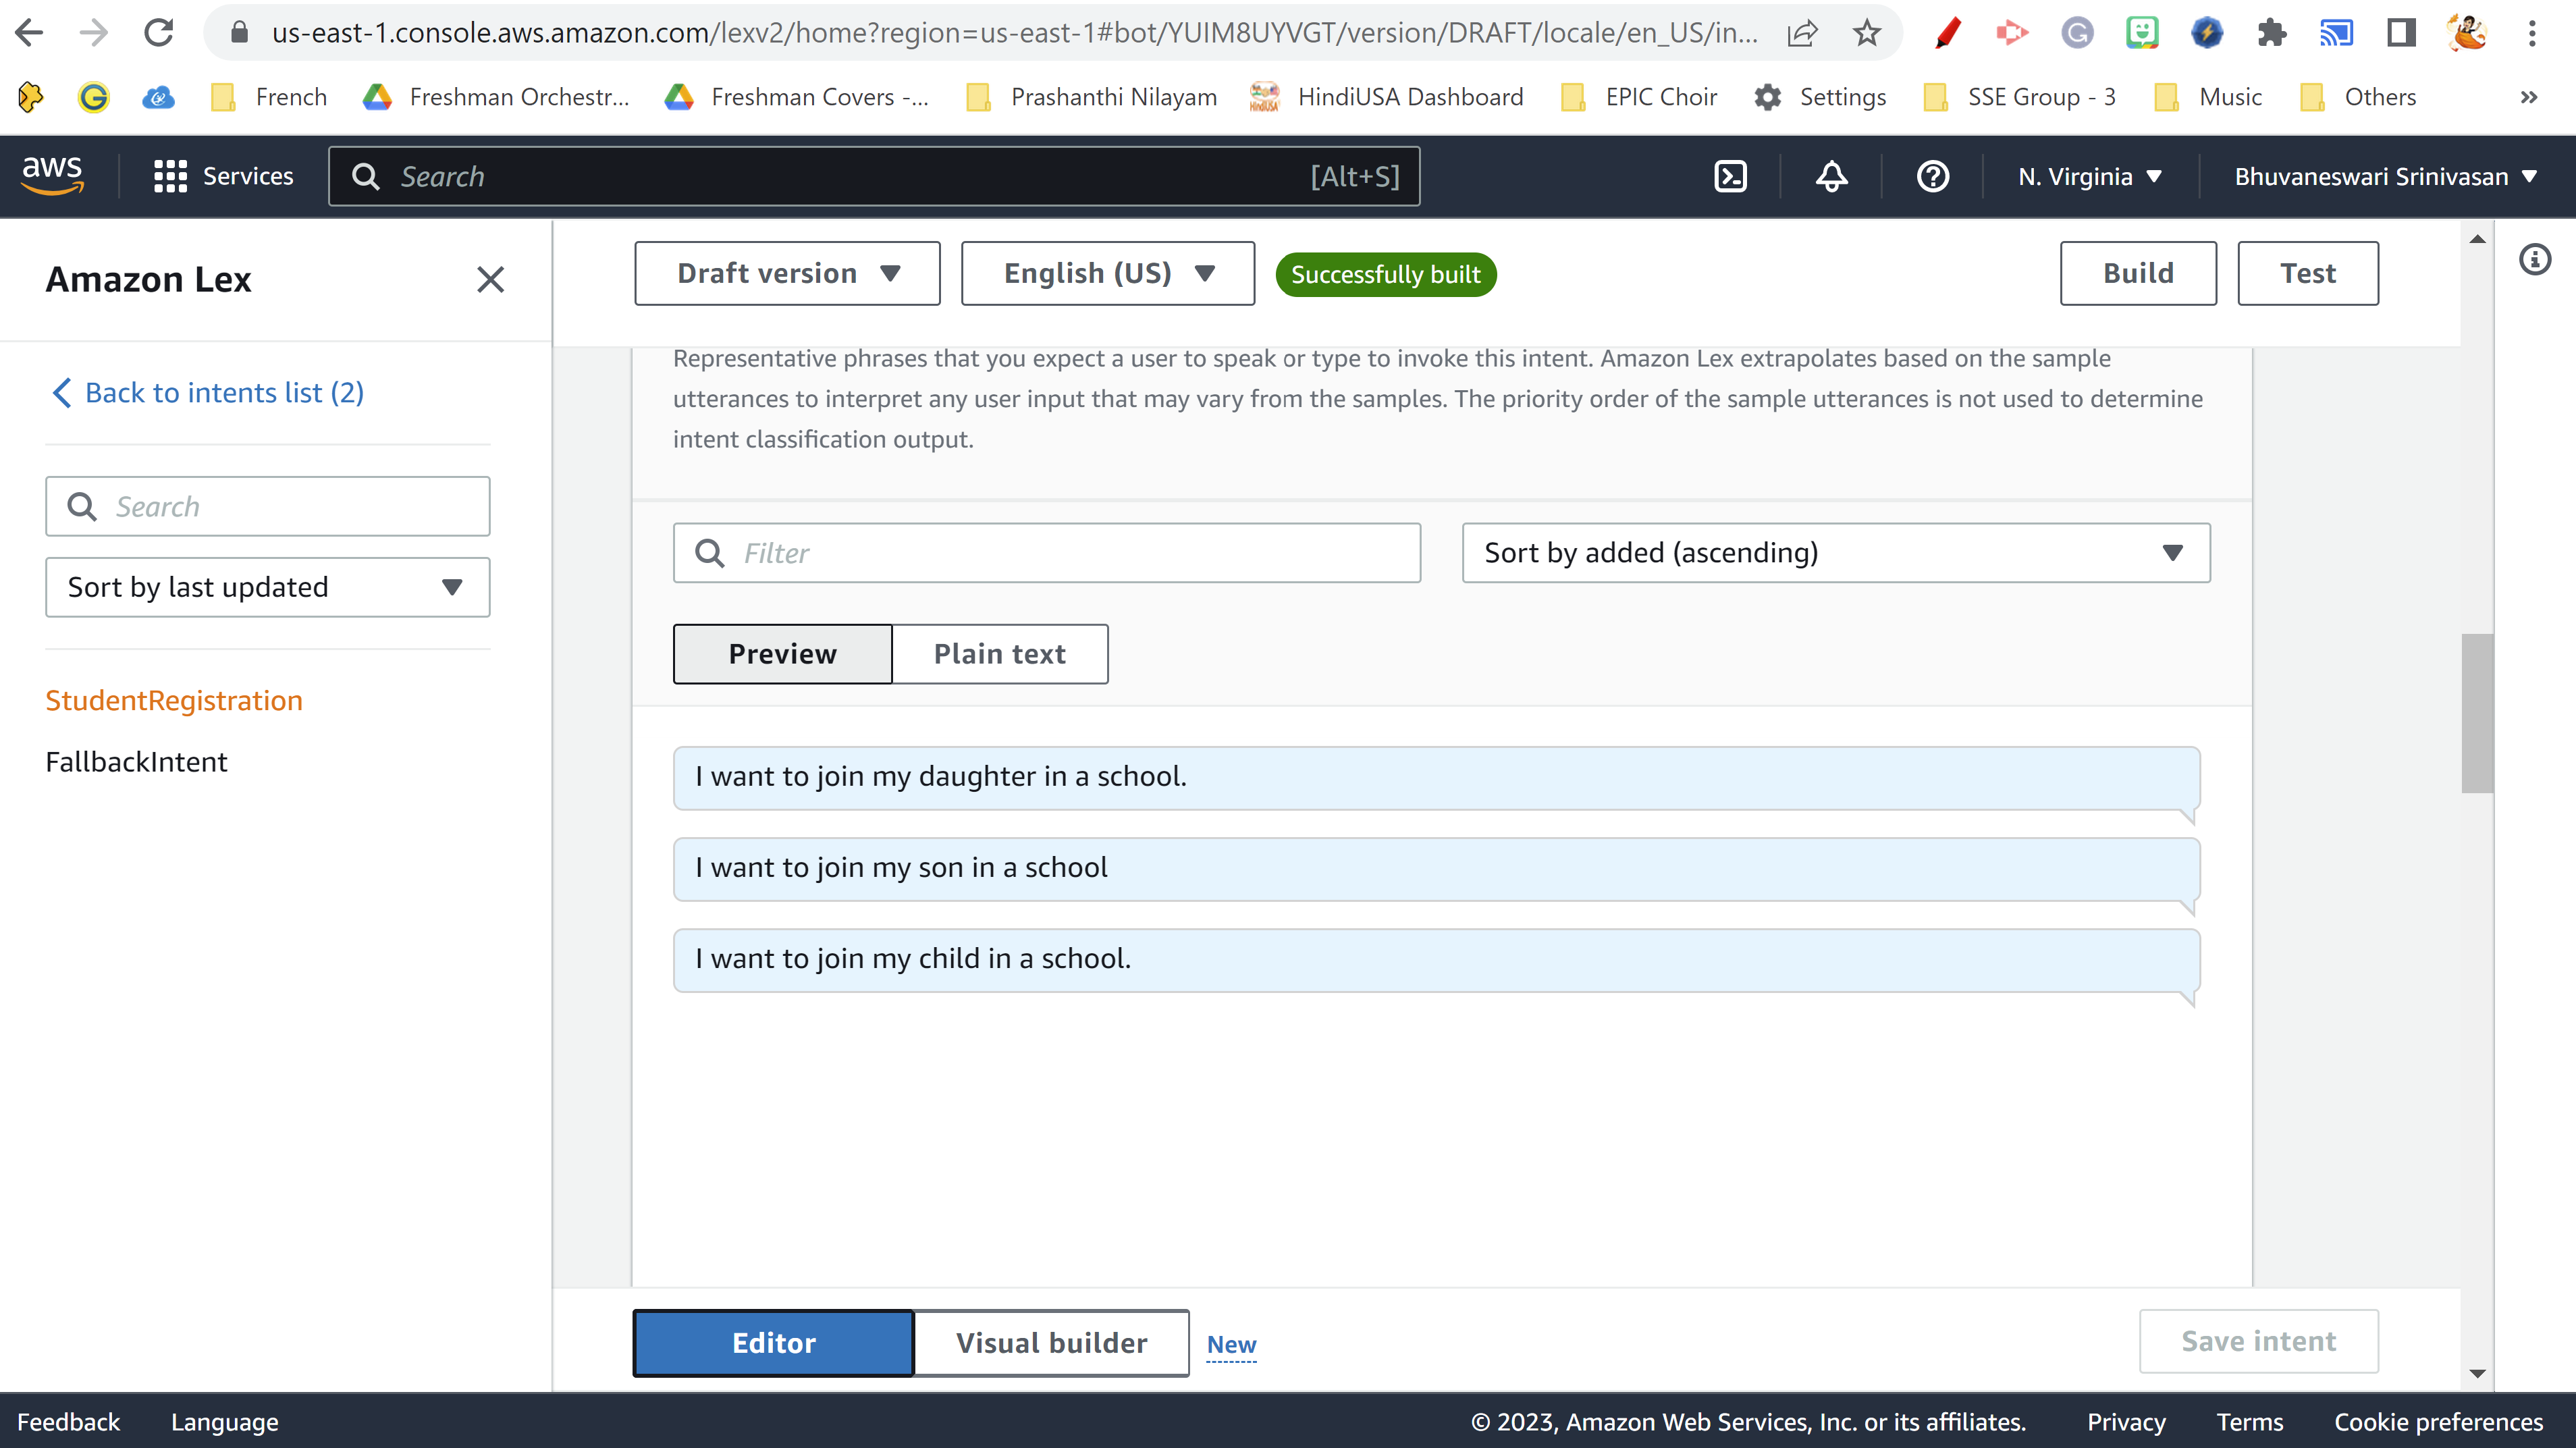 us-east-1.console.aws.amazon.com/lexv2/home?region=us-east-1#bot/YUIM8UYVGT/version/DRAFT/locale/en_US/in...
French
Freshman Orchestr...
Freshman Covers -...
Prashanthi Nilayam
HindiUSA Dashboard
EPIC Choir
Settings
SSE Group - 3
Music
Others
»
aws
Services
Search
[Alt+S]
N. Virginia
Bhuvaneswari Srinivasan
Amazon Lex
Back to intents list (2)
Search
Sort by last updated
StudentRegistration
FallbackIntent
Draft version
English (US)
Successfully built
Build
Test
Representative phrases that you expect a user to speak or type to invoke this intent. Amazon Lex extrapolates based on the sample
utterances to interpret any user input that may vary from the samples. The priority order of the sample utterances is not used to determine
intent classification output.
Filter
Sort by added (ascending)
Preview
Plain text
I want to join my daughter in a school.
I want to join my son in a school
I want to join my child in a school.
Editor
Visual builder
New
Save intent
Feedback
Language
© 2023, Amazon Web Services, Inc. or its affiliates.
Privacy
Terms
Cookie preferences